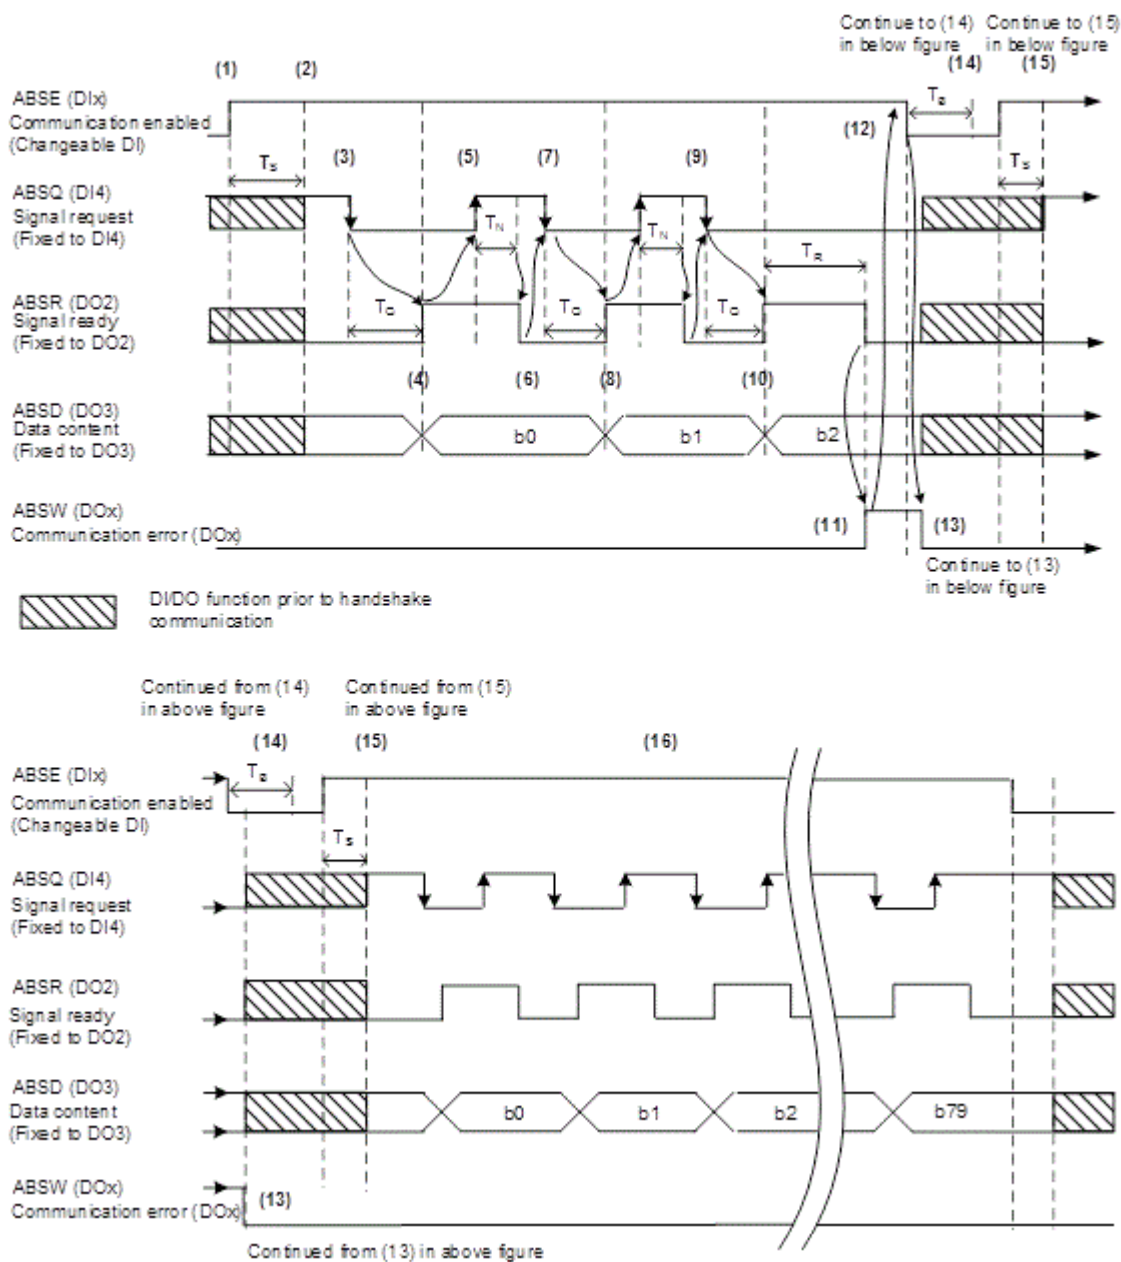 Continue to (14) Continue to (15)
in below figure in below figure
(1) (2) (14) (15)
ABSE (DIx)
Communication enabled
(Changeable DI)
TB
(12)
TS (3) (5) (7) (9) TS
ABSQ (DI4)
Signal request
(Fixed to DI4)
TN TN
TR
ABSR (DO2)
Signal ready
(Fixed to DO2)
TQ TQ TQ
(4) (6) (8) (10)
ABSD (DO3)
Data content
(Fixed to DO3)
b0 b1 b2
ABSW (DOx)
Communication error (DOx)
(11) (13)
Continue to (13)
in below figure
DI/DO function prior to handshake
communication
Continued from (14) Continued from (15)
in above figure in above figure
(14) (15) (16)
ABSE (DIx)
Communication enabled
(Changeable DI)
TB
TS
ABSQ (DI4)
Signal request
(Fixed to DI4)
ABSR (DO2)
Signal ready
(Fixed to DO2)
ABSD (DO3)
Data content
(Fixed to DO3)
b0 b1 b2 b79
ABSW (DOx)
Communication error (DOx)
(13)
Continued from (13) in above figure